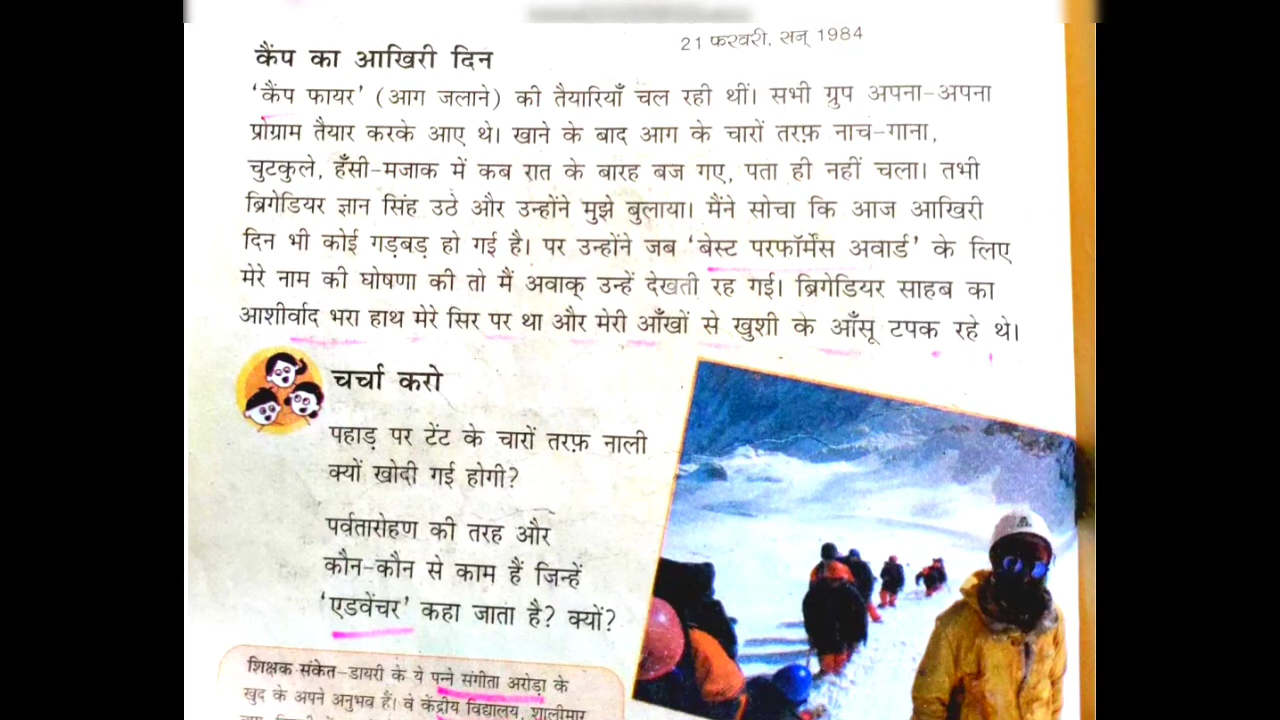 21 फरवरी, सन् 1984
कैंप का आखिरी दिन
'कैंप फायर' (आग जलाने) की तैयारियाँ चल रही थीं। सभी ग्रुप अपना-अपना
प्रोग्राम तैयार करके आए थे। खाने के बाद आग के चारों तरफ़ नाच-गाना,
चुटकुले, हँसी-मजाक में कब रात के बारह बज गए, पता ही नहीं चला। तभी
ब्रिगेडियर ज्ञान सिंह उठे और उन्होंने मुझे बुलाया। मैंने सोचा कि आज आखिरी
दिन भी कोई गड़बड़ हो गई है। पर उन्होंने जब 'बेस्ट परफॉर्मेंस अवार्ड' के लिए
मेरे नाम की घोषणा की तो मैं अवाक् उन्हें देखती रह गई। ब्रिगेडियर साहब का
आशीर्वाद भरा हाथ मेरे सिर पर था और मेरी आँखों से खुशी के आँसू टपक रहे थे।
चर्चा करो
पहाड़ पर टेंट के चारों तरफ़ नाली
क्यों खोदी गई होगी?
पर्वतारोहण की तरह और
कौन-कौन से काम हैं जिन्हें
'एडवेंचर' कहा जाता है? क्यों?
शिक्षक संकेत–डायरी के ये पन्ने संगीता अरोड़ा के
खुद के अपने अनुभव हैं। वे केंद्रीय विद्यालय, शालीमार